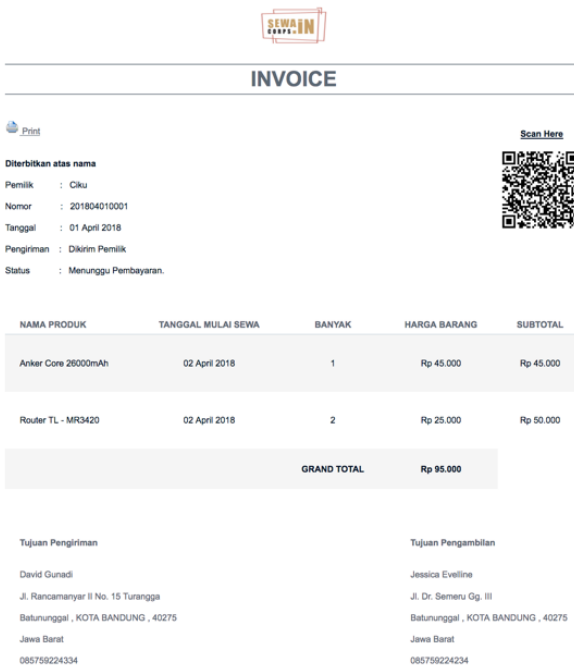 SEWAIN
CORPS.
INVOICE
Print
Scan Here
Diterbitkan atas nama
Pemilik : Ciku
Nomor : 201804010001
Tanggal : 01 April 2018
Pengiriman : Dikirim Pemilik
Status : Menunggu Pembayaran.
NAMA PRODUK TANGGAL MULAI SEWA BANYAK HARGA BARANG SUBTOTAL
Anker Core 26000mAh 02 April 2018 1 Rp 45.000 Rp 45.000
Router TL - MR3420 02 April 2018 2 Rp 25.000 Rp 50.000
GRAND TOTAL Rp 95.000
Tujuan Pengiriman
David Gunadi
Jl. Rancamanyar II No. 15 Turangga
Batununggal , KOTA BANDUNG , 40275
Jawa Barat
085759224334
Tujuan Pengambilan
Jessica Evelline
Jl. Dr. Semeru Gg. III
Batununggal , KOTA BANDUNG , 40275
Jawa Barat
085759224234